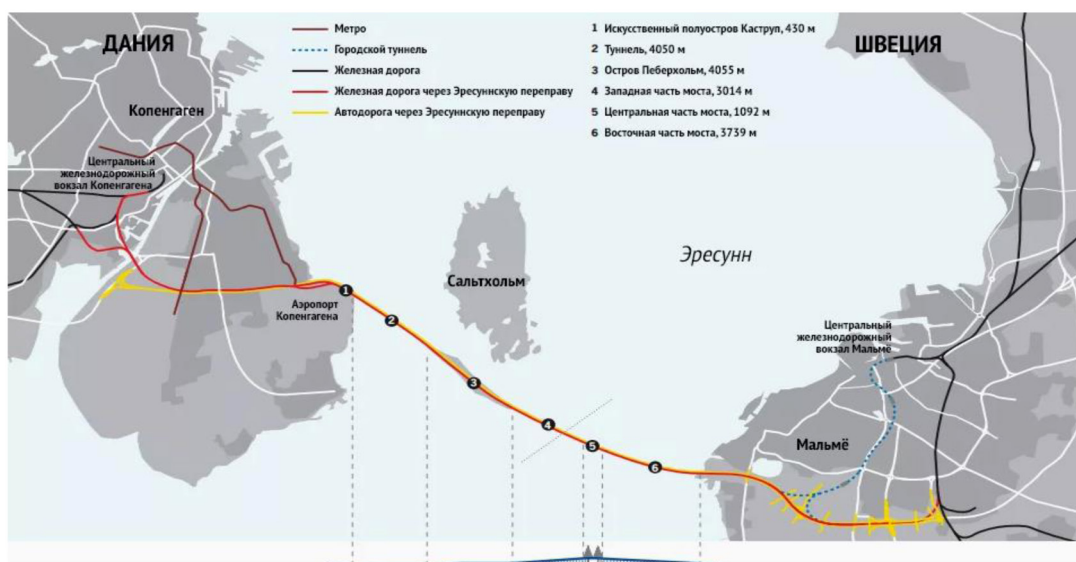 ДАНИЯ
Метро
Городской туннель
Железная дорога
Железная дорога через Эресуннскую переправу
Автодорога через Эресуннскую переправу
1 Искусственный полуостров Каструп, 430 м
2 Туннель, 4050 м
3 Остров Пеберхольм, 4055 м
4 Западная часть моста, 3014 м
5 Центральная часть моста, 1092 м
6 Восточная часть моста, 3739 м
ШВЕЦИЯ
Копенгаген
Центральный
железнодорожный
вокзал Копенгагена
Сальтхольм
Эресунн
Аэропорт
Копенгагена
1
2
3
4
5
6
Центральный
железнодорожный
вокзал Мальмё
Мальмё